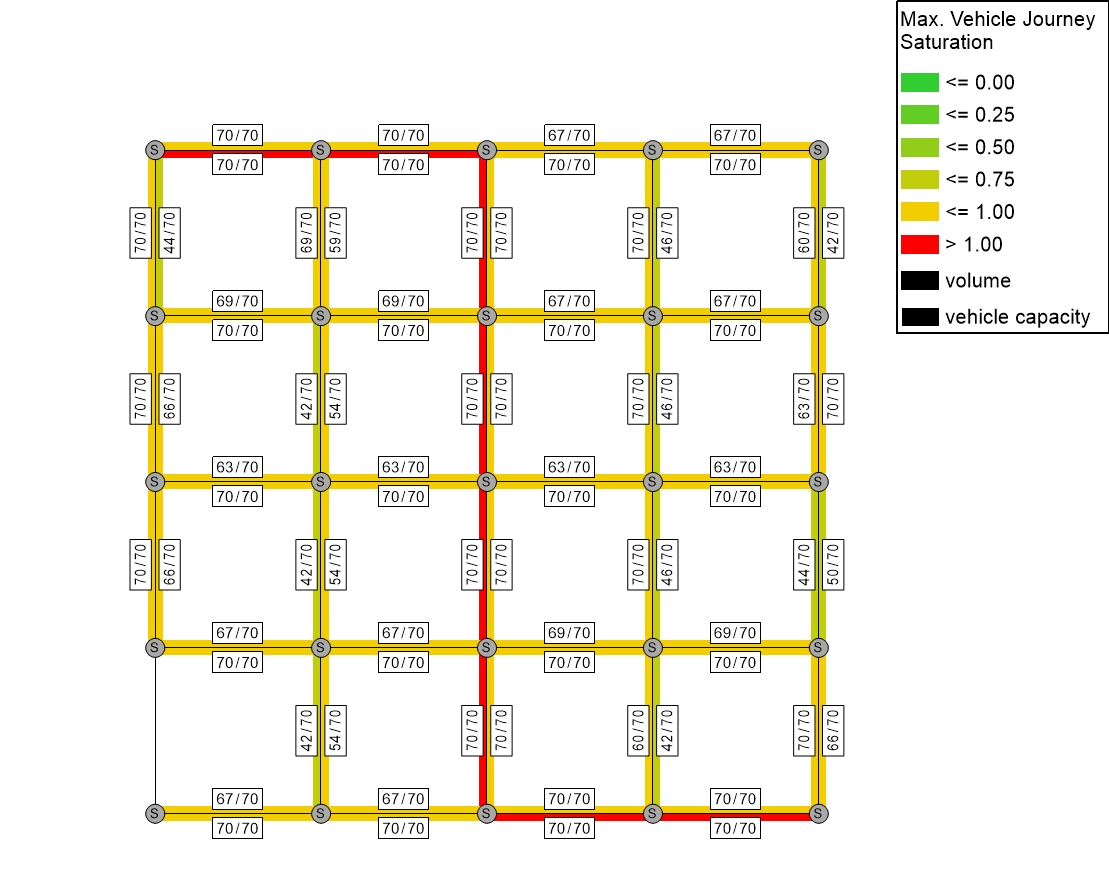 Max. Vehicle Journey
Saturation
<= 0.00
<= 0.25
<= 0.50
<= 0.75
<= 1.00
> 1.00
volume
vehicle capacity
70/70 70/70 67/70 67/70
S S S S S
70/70 70/70 70/70 70/70
70/70 44/70 69/70 59/70 70/70 70/70 70/70 46/70 60/70 42/70
69/70 69/70 67/70 67/70
S S S S S
70/70 70/70 70/70 70/70
70/70 66/70 42/70 54/70 70/70 70/70 70/70 46/70 63/70 70/70
63/70 63/70 63/70 63/70
S S S S S
70/70 70/70 70/70 70/70
70/70 66/70 42/70 54/70 70/70 70/70 70/70 46/70 44/70 50/70
67/70 67/70 69/70 69/70
S S S S S
70/70 70/70 70/70 70/70
42/70 54/70 70/70 70/70 60/70 42/70 70/70 66/70
67/70 67/70 70/70 70/70
S S S S S
70/70 70/70 70/70 70/70